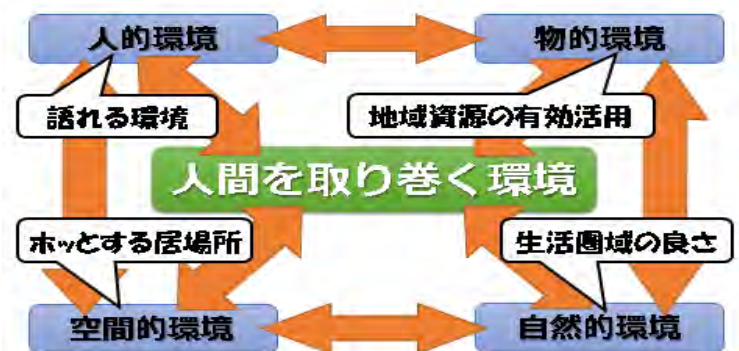 人的環境
物的環境
語れる環境
地域資源の有効活用
人間を取り巻く環境
ホッとする居場所
生活圏域の良さ
空間的環境
自然的環境